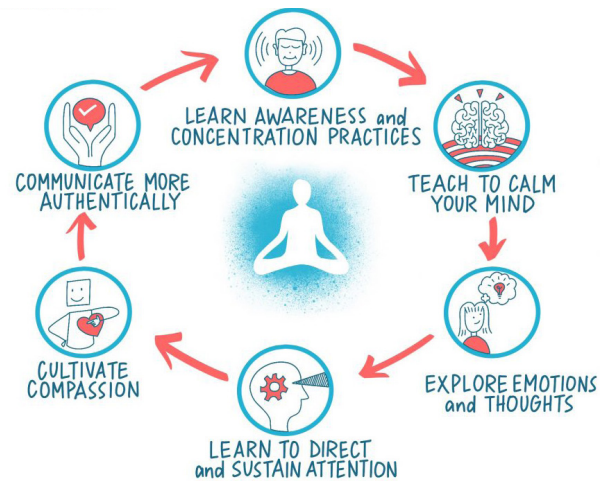 LEARN AWARENESS and
CONCENTRATION PRACTICES
TEACH TO CALM
YOUR MIND
EXPLORE EMOTIONS
and THOUGHTS
LEARN TO DIRECT
and SUSTAIN ATTENTION
CULTIVATE
COMPASSION
COMMUNICATE MORE
AUTHENTICALLY